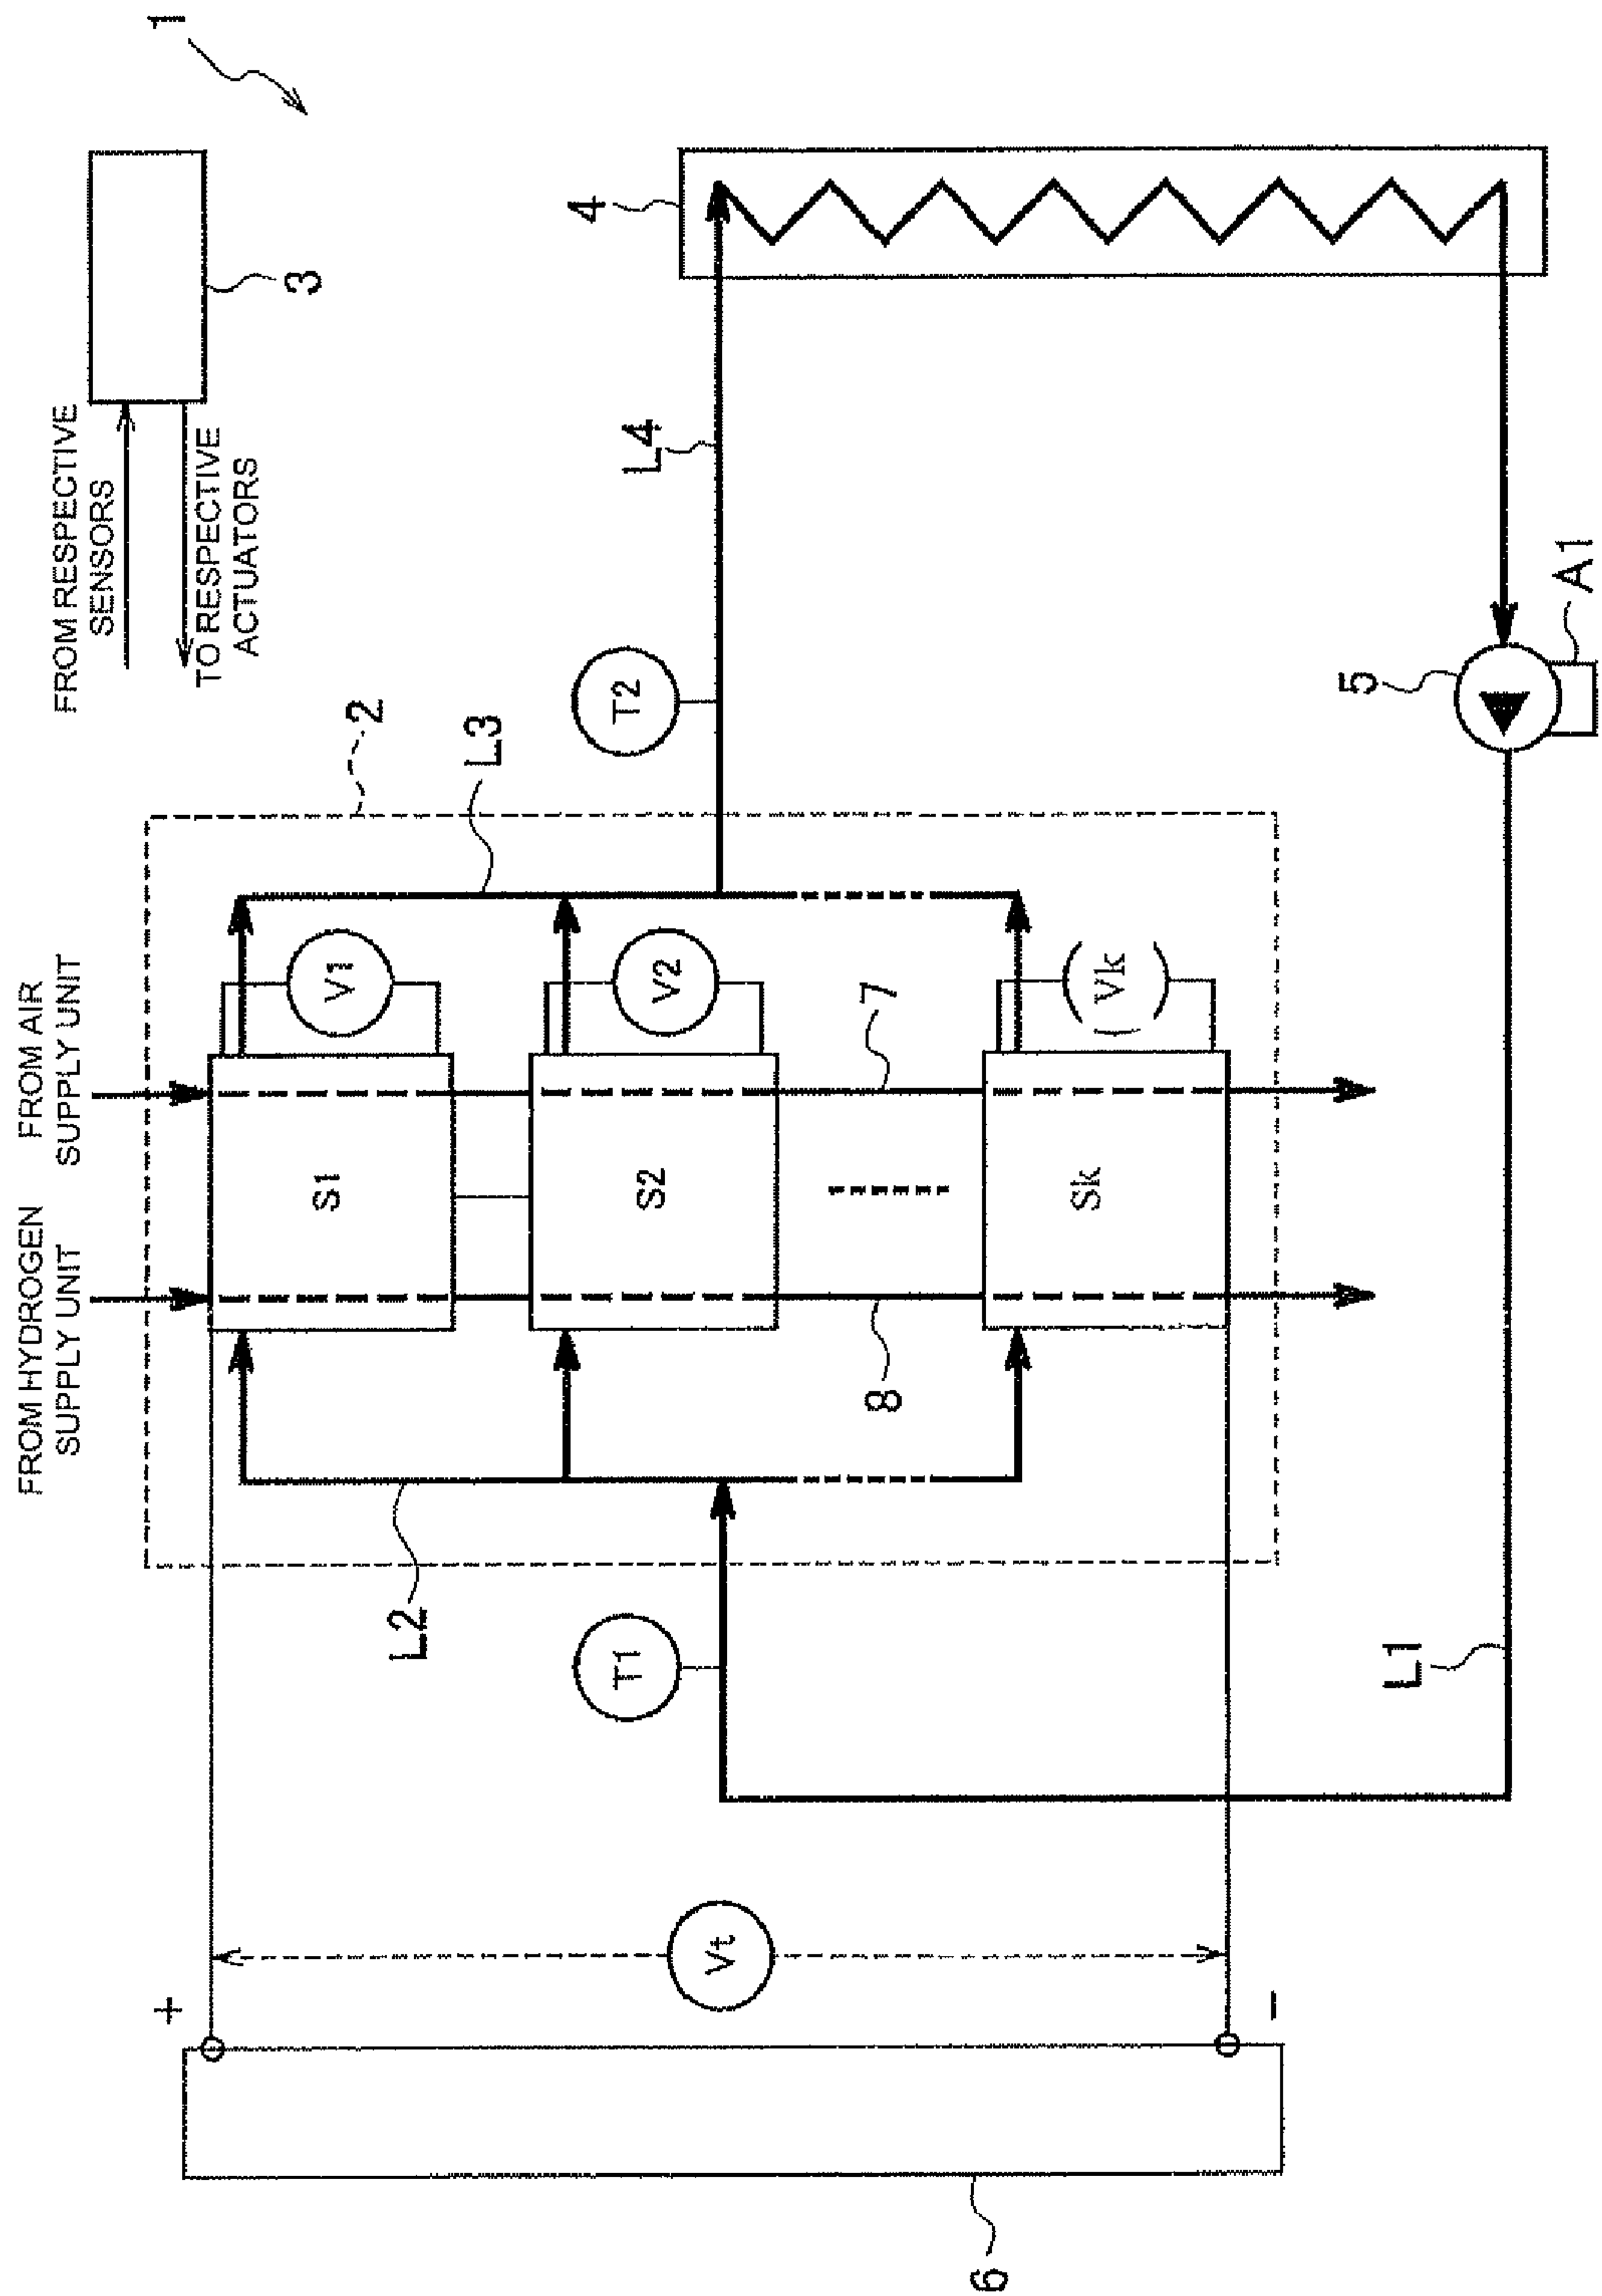 FROM HYDROGEN
SUPPLY UNIT
FROM AIR
SUPPLY UNIT
FROM RESPECTIVE
SENSORS
TO RESPECTIVE
ACTUATORS
1
+
3
S1
V1
2
L2
L3
4
T1
T2
L4
S2
V2
Vt
8
7
6
Sk
(Vk)
−
5
L1
A1